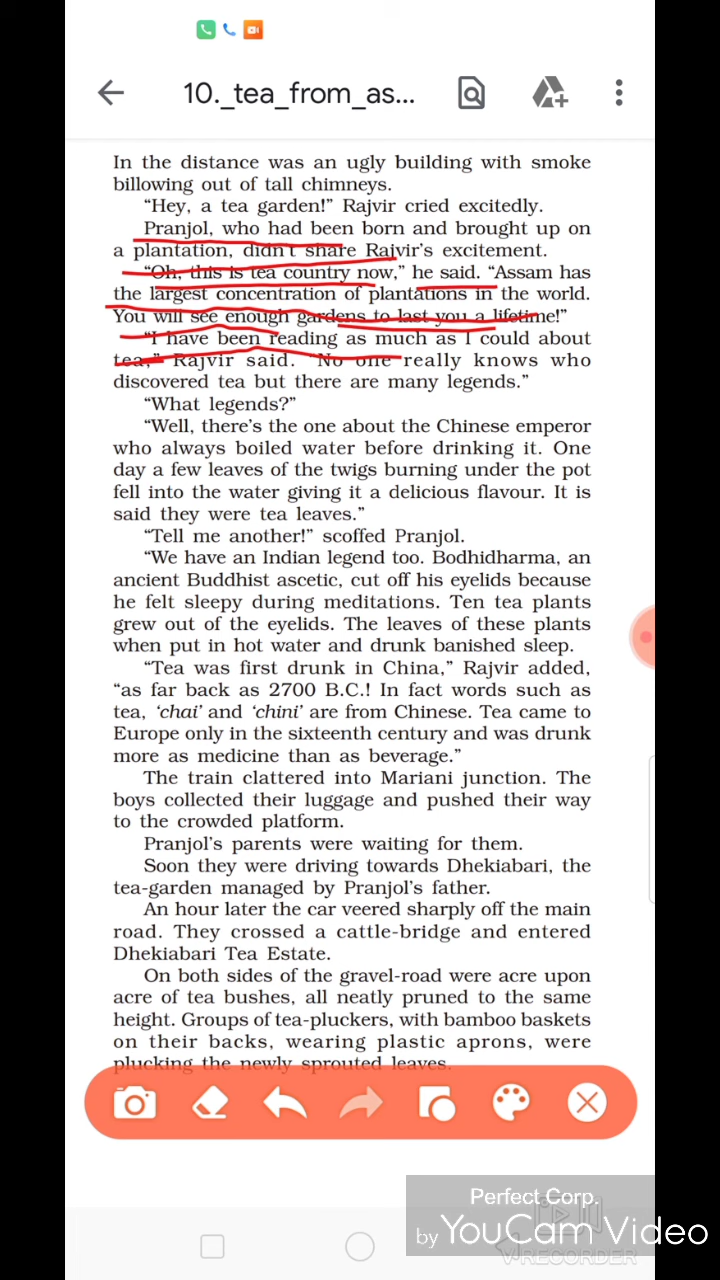 10._tea_from_as...
In the distance was an ugly building with smoke
billowing out of tall chimneys.
“Hey, a tea garden!” Rajvir cried excitedly.
Pranjol, who had been born and brought up on
a plantation, didn't share Rajvir's excitement.
“Oh, this is tea country now,” he said. “Assam has
the largest concentration of plantations in the world.
You will see enough gardens to last you a lifetime!”
“I have been reading as much as I could about
tea,” Rajvir said. “No one really knows who
discovered tea but there are many legends.”
“What legends?”
“Well, there's the one about the Chinese emperor
who always boiled water before drinking it. One
day a few leaves of the twigs burning under the pot
fell into the water giving it a delicious flavour. It is
said they were tea leaves.”
“Tell me another!” scoffed Pranjol.
“We have an Indian legend too. Bodhidharma, an
ancient Buddhist ascetic, cut off his eyelids because
he felt sleepy during meditations. Ten tea plants
grew out of the eyelids. The leaves of these plants
when put in hot water and drunk banished sleep.
“Tea was first drunk in China,” Rajvir added,
“as far back as 2700 B.C.! In fact words such as
tea, ‘chai’ and ‘chini’ are from Chinese. Tea came to
Europe only in the sixteenth century and was drunk
more as medicine than as beverage.”
The train clattered into Mariani junction. The
boys collected their luggage and pushed their way
to the crowded platform.
Pranjol's parents were waiting for them.
Soon they were driving towards Dhekiabari, the
tea-garden managed by Pranjol's father.
An hour later the car veered sharply off the main
road. They crossed a cattle-bridge and entered
Dhekiabari Tea Estate.
On both sides of the gravel-road were acre upon
acre of tea bushes, all neatly pruned to the same
height. Groups of tea-pluckers, with bamboo baskets
on their backs, wearing plastic aprons, were
plucking the newly sprouted leaves.
Perfect Corp.
by YouCam Video
VRECORDER